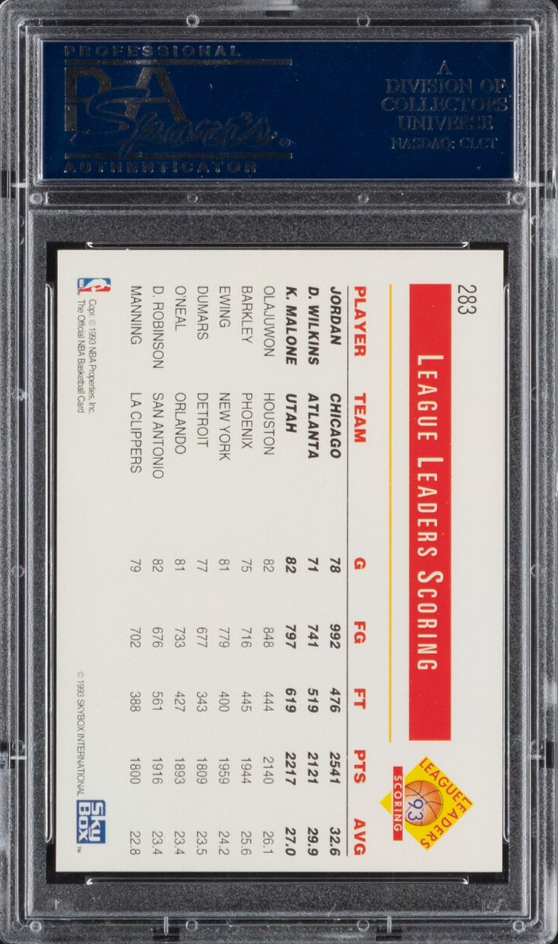 PROFESSIONAL
PSA
Sports
AUTHENTICATOR
A
DIVISION OF
COLLECTORS
UNIVERSE
NASDAQ: CLCT
283
LEAGUE LEADERS SCORING
LEAGUE LEADERS
93
SCORING
PLAYER TEAM G FG FT PTS AVG
JORDAN CHICAGO 78 992 476 2541 32.6
D. WILKINS ATLANTA 71 741 519 2121 29.9
K. MALONE UTAH 82 797 619 2217 27.0
OLAJUWON HOUSTON 82 848 444 2140 26.1
BARKLEY PHOENIX 75 716 445 1944 25.6
EWING NEW YORK 81 779 400 1959 24.2
DUMARS DETROIT 77 677 343 1809 23.5
O'NEAL ORLANDO 81 733 427 1893 23.4
D. ROBINSON SAN ANTONIO 82 676 561 1916 23.4
MANNING LA CLIPPERS 79 702 388 1800 22.8
NBA
Copr. © 1993 NBA Properties, Inc.
The Official NBA Basketball Card
© 1993 SKYBOX INTERNATIONAL
SkyBOX™